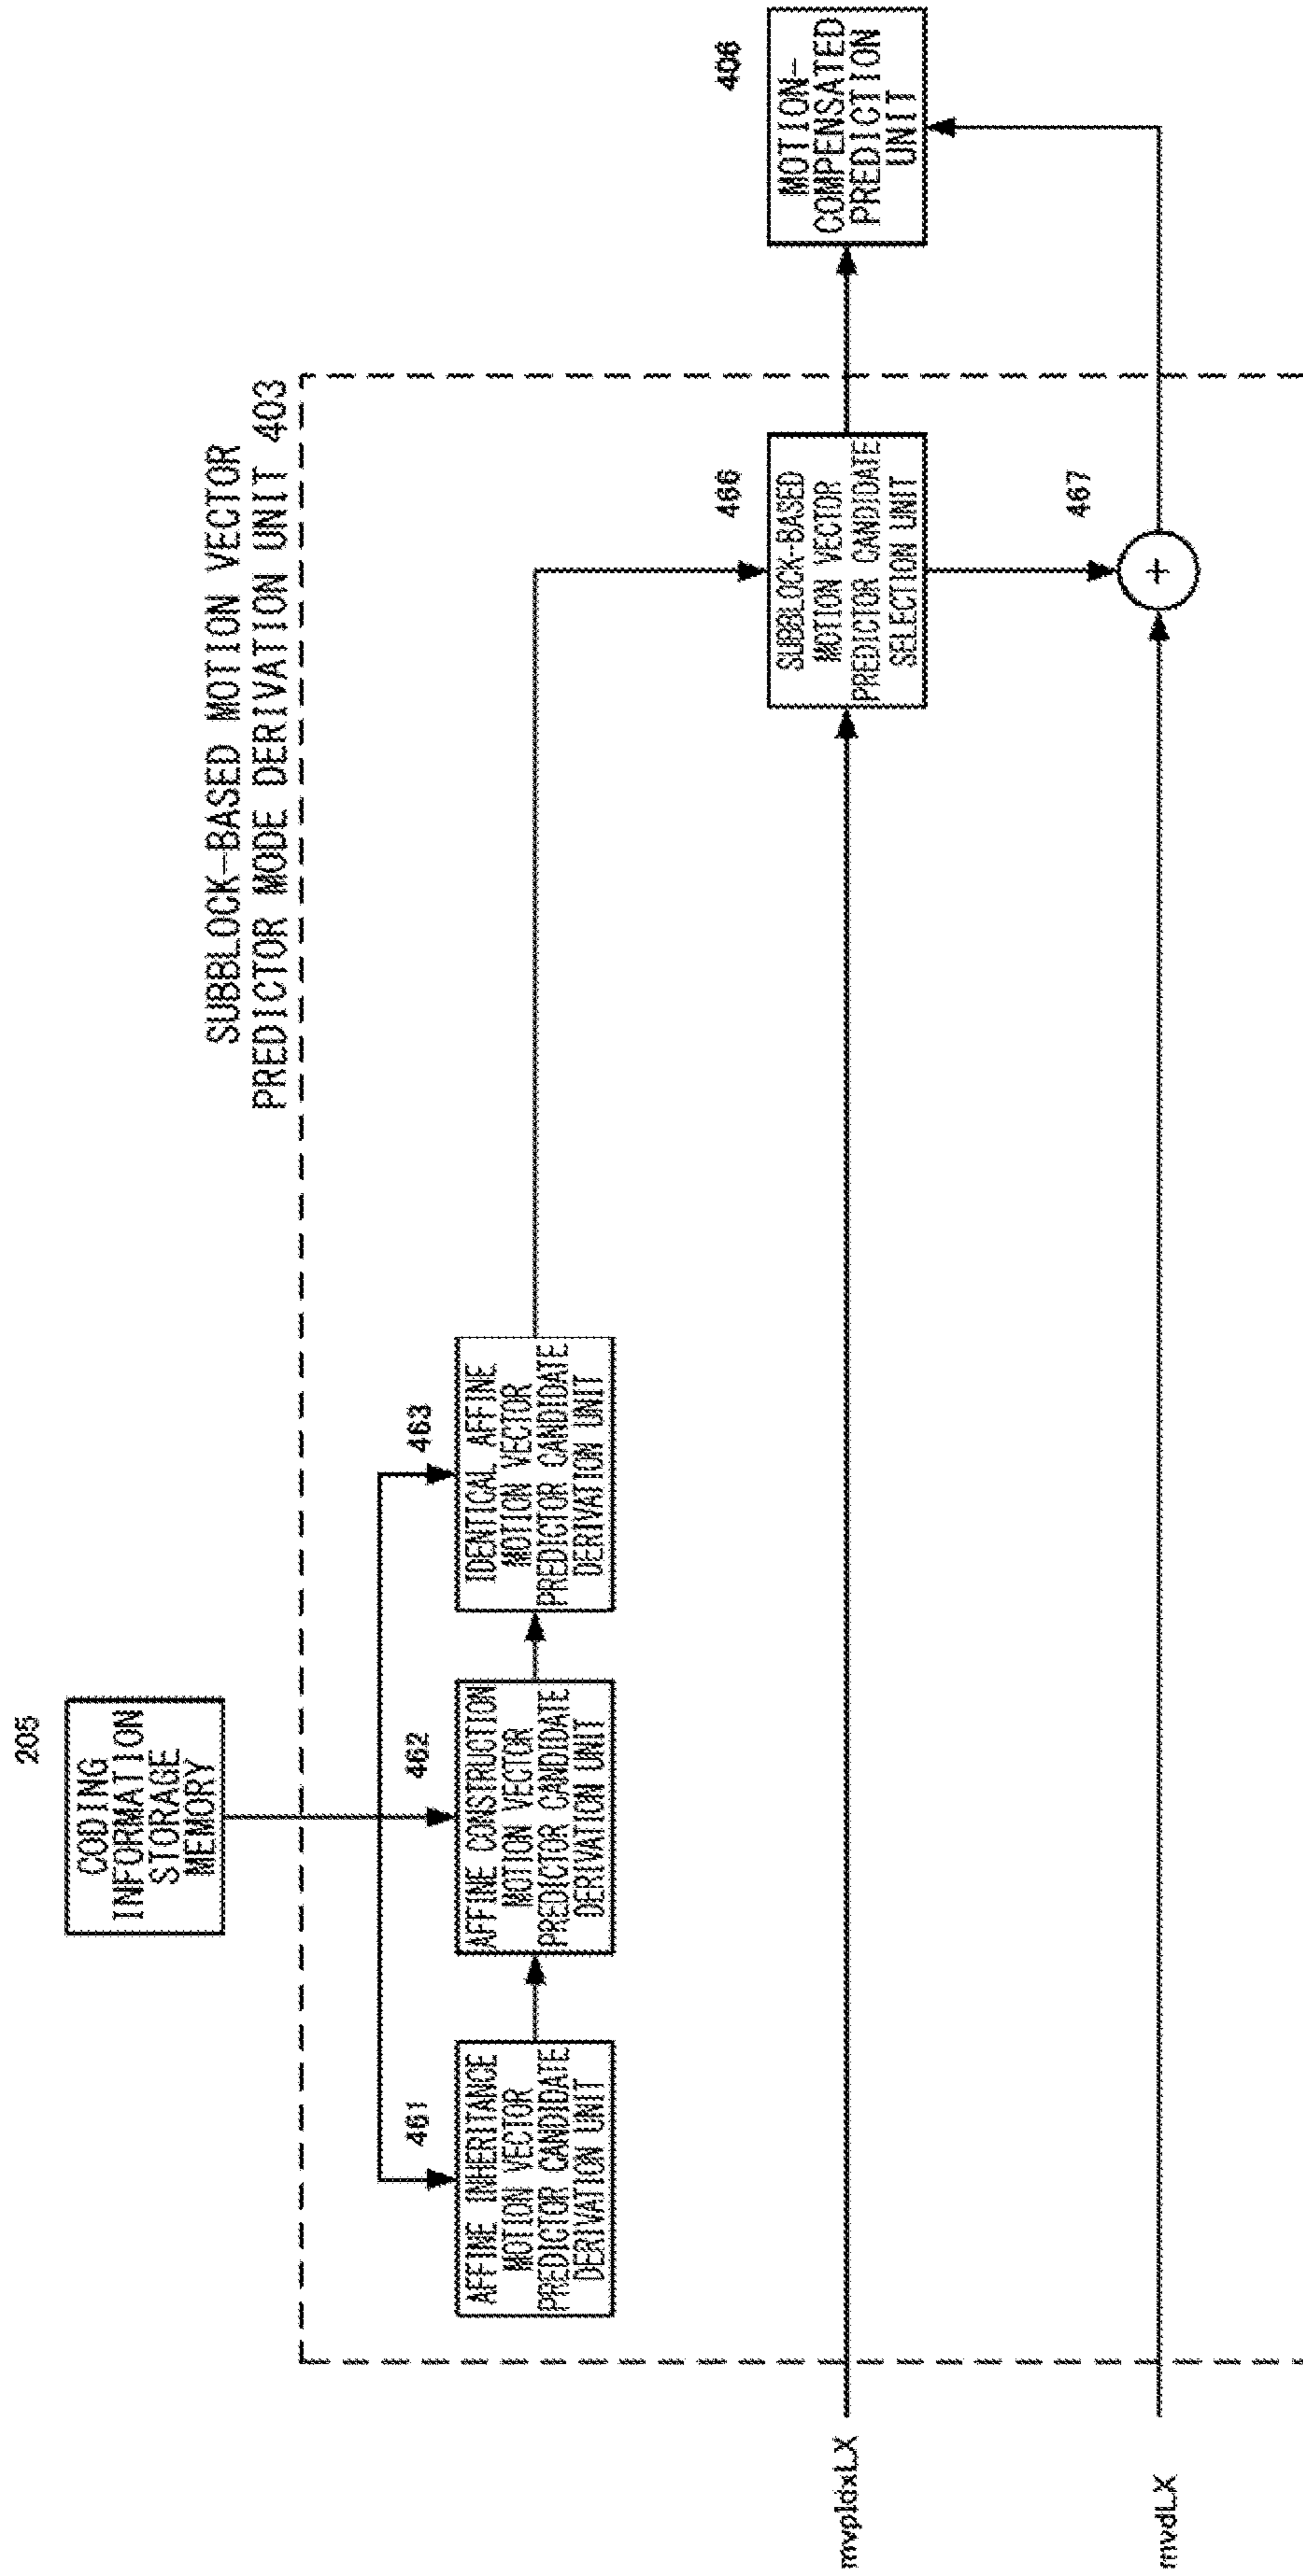 SUBBLOCK-BASED MOTION VECTOR
PREDICTOR MODE DERIVATION UNIT 403
205
CODING
INFORMATION
STORAGE
MEMORY
461
AFFINE INHERITANCE
MOTION VECTOR
PREDICTOR CANDIDATE
DERIVATION UNIT
462
AFFINE CONSTRUCTION
MOTION VECTOR
PREDICTOR CANDIDATE
DERIVATION UNIT
463
IDENTICAL AFFINE
MOTION VECTOR
PREDICTOR CANDIDATE
DERIVATION UNIT
mvpIdxLX
466
SUBBLOCK-BASED
MOTION VECTOR
PREDICTOR CANDIDATE
SELECTION UNIT
406
MOTION-
COMPENSATED
PREDICTION
UNIT
mvdLX
467
+